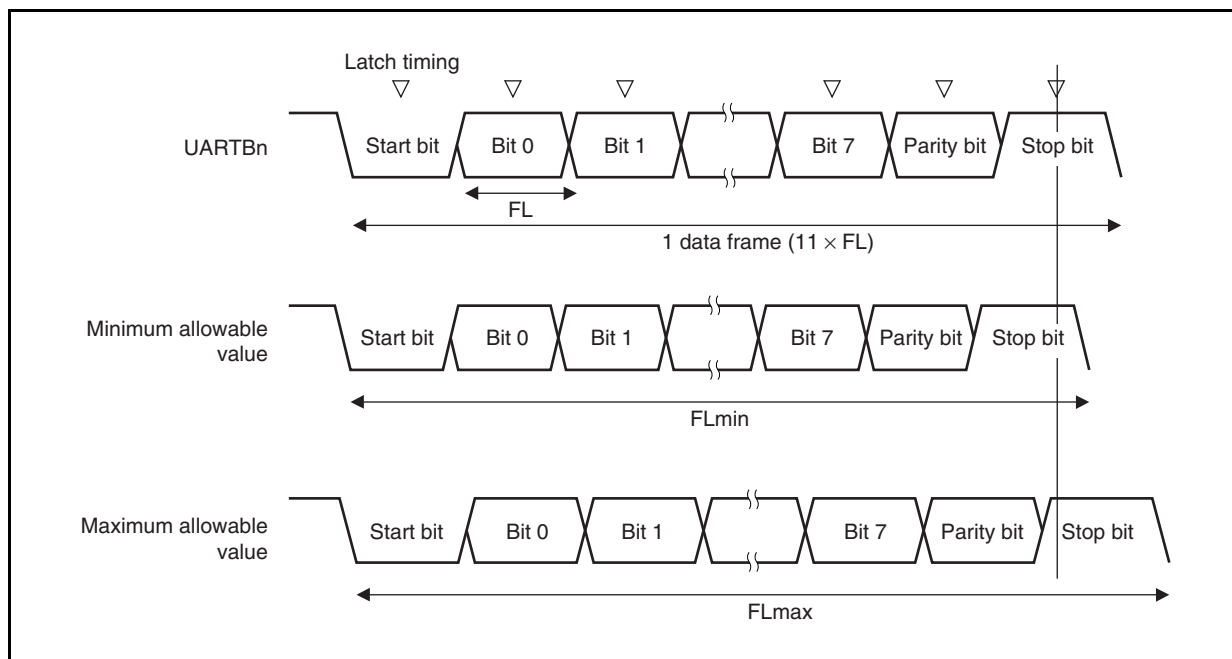 Latch timing
UARTBn
Start bit
Bit 0
Bit 1
Bit 7
Parity bit
Stop bit
FL
1 data frame (11 × FL)
Minimum allowable
value
Start bit
Bit 0
Bit 1
Bit 7
Parity bit
Stop bit
FLmin
Maximum allowable
value
Start bit
Bit 0
Bit 1
Bit 7
Parity bit
Stop bit
FLmax